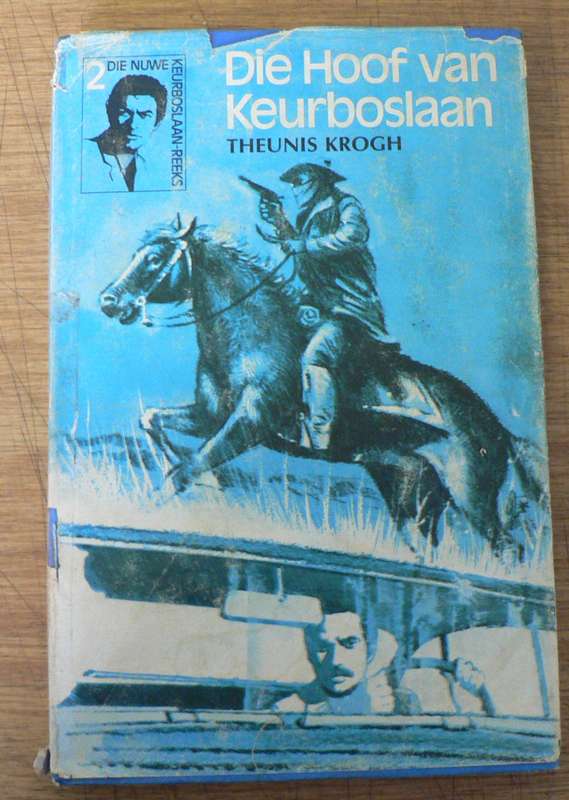 2 DIE NUWE
KEURBOSLAAN-REEKS
Die Hoof van
Keurboslaan
THEUNIS KROGH